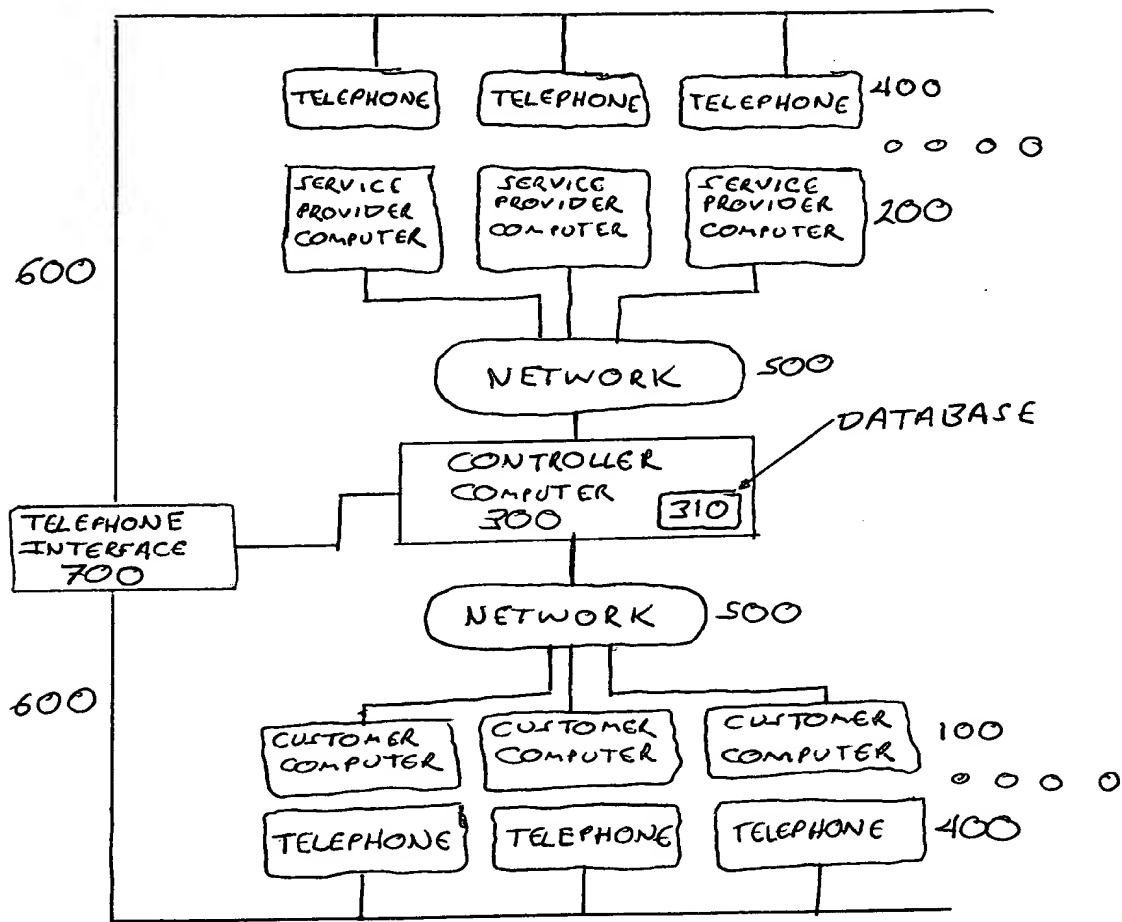 TELEPHONE TELEPHONE TELEPHONE 400
SERVICE PROVIDER COMPUTER
SERVICE PROVIDER COMPUTER
SERVICE PROVIDER COMPUTER
200
600
NETWORK 500
DATABASE
CONTROLLER
COMPUTER
300 310
TELEPHONE
INTERFACE
700
NETWORK 500
600
CUSTOMER COMPUTER
CUSTOMER COMPUTER
CUSTOMER COMPUTER
100
TELEPHONE TELEPHONE TELEPHONE 400